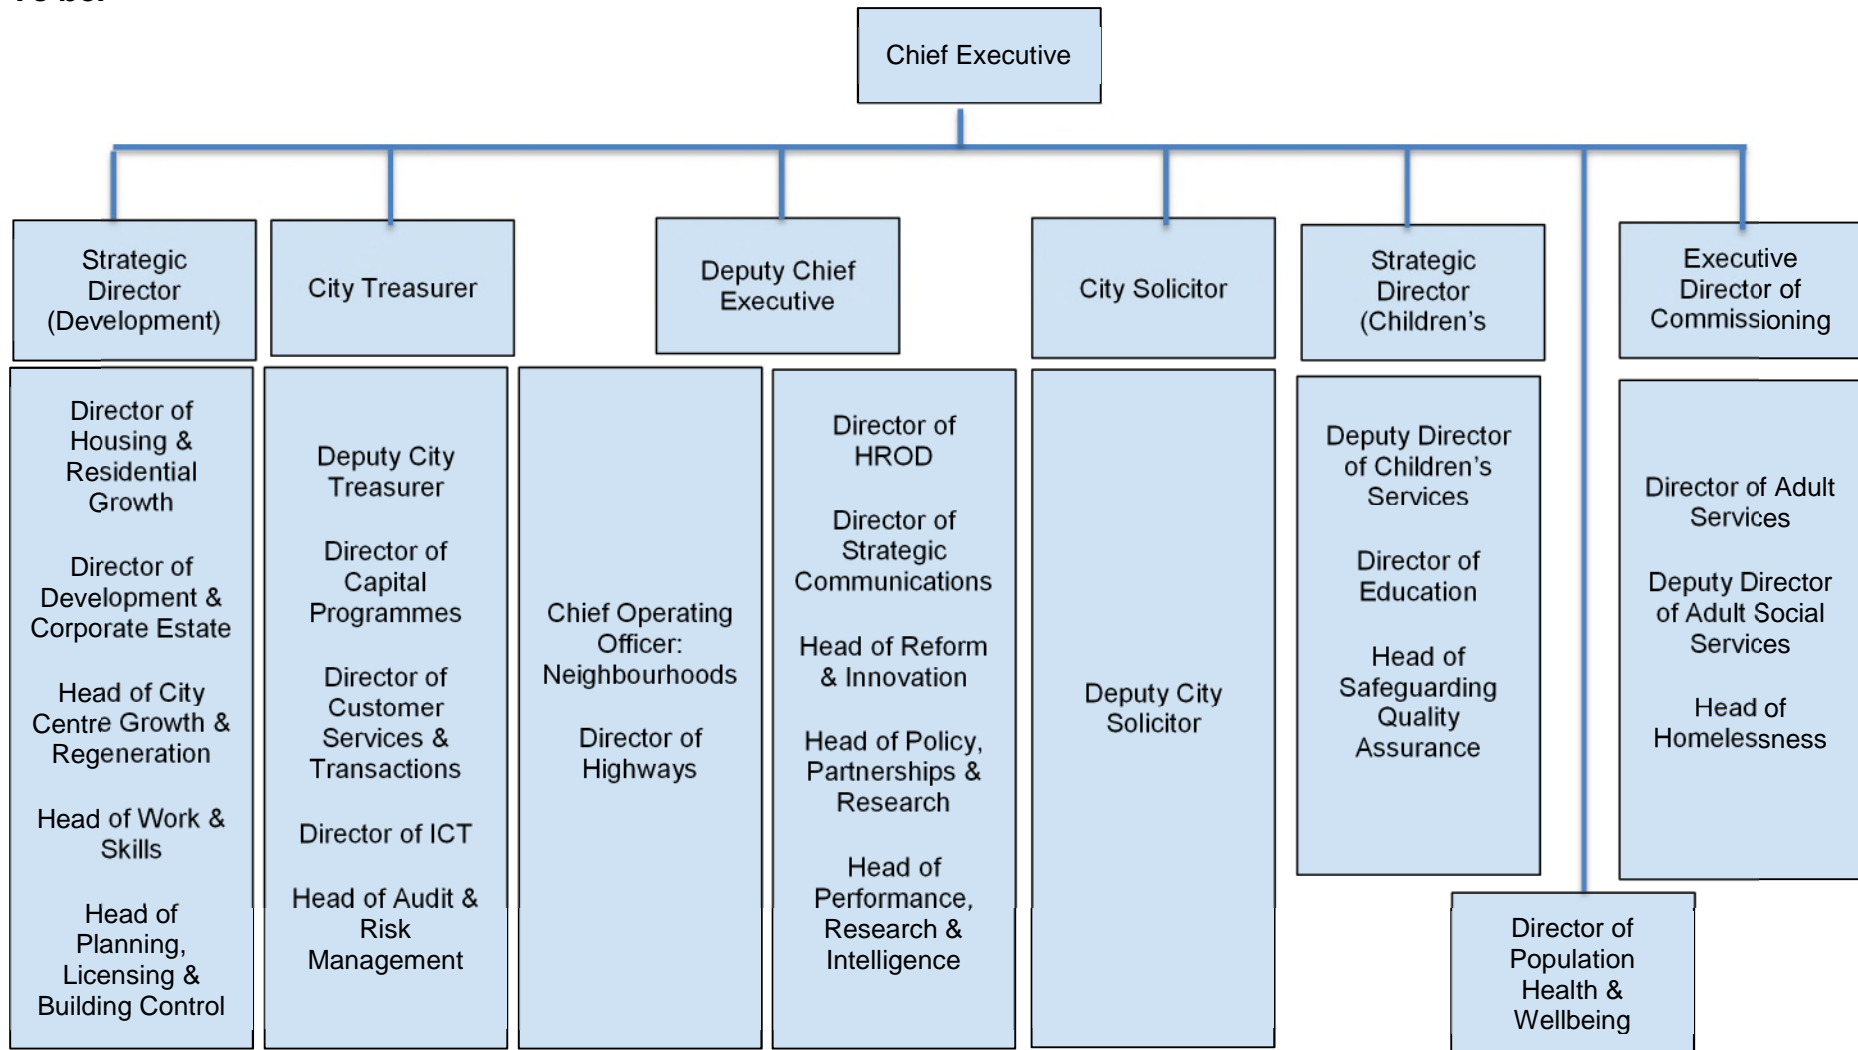 Chief Executive
Strategic
Director
(Development)
City Treasurer
Deputy Chief
Executive
City Solicitor
Strategic
Director
(Children's
Executive
Director of
Commissioning
Director of
Housing &
Residential
Growth
Director of
Development &
Corporate Estate
Head of City
Centre Growth &
Regeneration
Head of Work &
Skills
Head of
Planning,
Licensing &
Building Control
Deputy City
Treasurer
Director of
Capital
Programmes
Director of
Customer
Services &
Transactions
Director of ICT
Head of Audit &
Risk
Management
Chief Operating
Officer:
Neighbourhoods
Director of
Highways
Director of
HROD
Director of
Strategic
Communications
Head of Reform
& Innovation
Head of Policy,
Partnerships &
Research
Head of
Performance,
Research &
Intelligence
Deputy City
Solicitor
Deputy Director
of Children's
Services
Director of
Education
Head of
Safeguarding
Quality
Assurance
Director of Adult
Services
Deputy Director
of Adult Social
Services
Head of
Homelessness
Director of
Population
Health &
Wellbeing